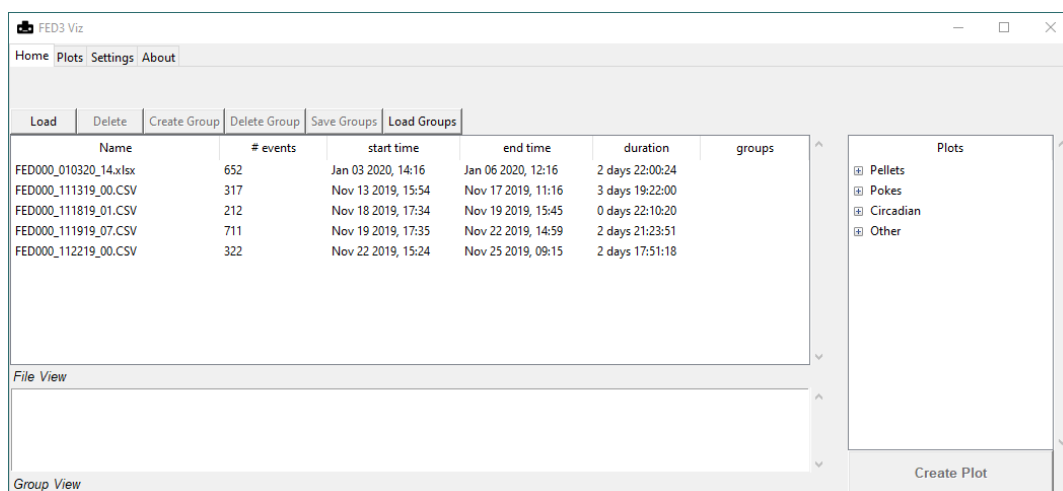 FED3 Viz
Home Plots Settings About
Load Delete Create Group Delete Group Save Groups Load Groups
Name # events start time end time duration groups
FED000_010320_14.xlsx 652 Jan 03 2020, 14:16 Jan 06 2020, 12:16 2 days 22:00:24
FED000_111319_00.CSV 317 Nov 13 2019, 15:54 Nov 17 2019, 11:16 3 days 19:22:00
FED000_111819_01.CSV 212 Nov 18 2019, 17:34 Nov 19 2019, 15:45 0 days 22:10:20
FED000_111919_07.CSV 711 Nov 19 2019, 17:35 Nov 22 2019, 14:59 2 days 21:23:51
FED000_112219_00.CSV 322 Nov 22 2019, 15:24 Nov 25 2019, 09:15 2 days 17:51:18
File View
Group View
Plots
Pellets
Pokes
Circadian
Other
Create Plot